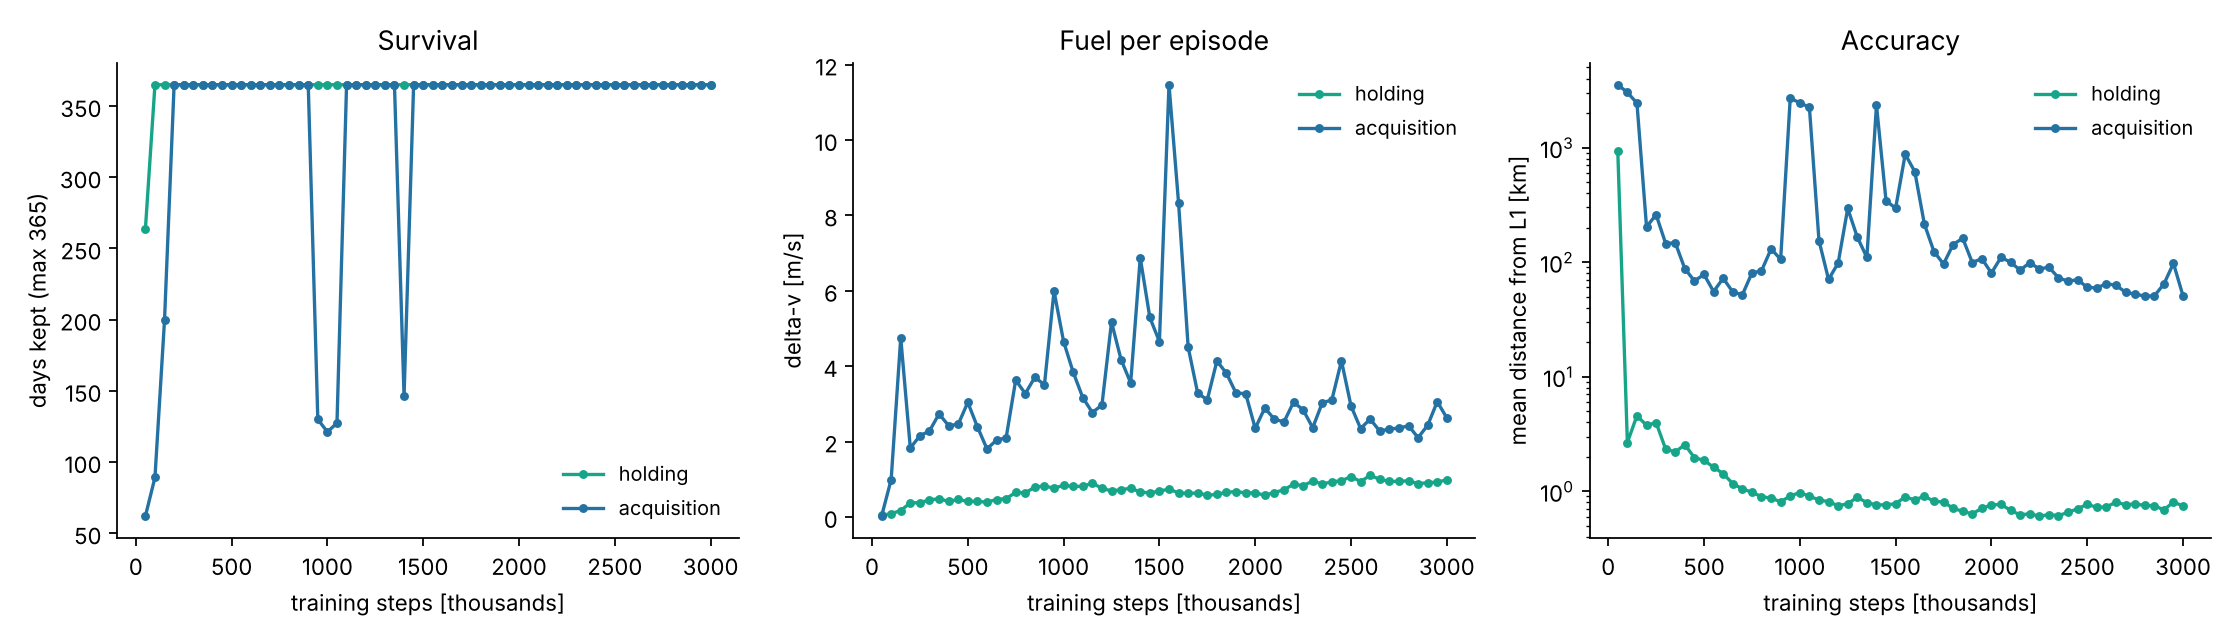 Survival
days kept (max 365)
350
300
250
200
150
100
50
holding
acquisition
0 500 1000 1500 2000 2500 3000
training steps [thousands]
Fuel per episode
delta-v [m/s]
12
10
8
6
4
2
0
holding
acquisition
0 500 1000 1500 2000 2500 3000
training steps [thousands]
Accuracy
mean distance from L1 [km]
10³
10²
10¹
10⁰
holding
acquisition
0 500 1000 1500 2000 2500 3000
training steps [thousands]